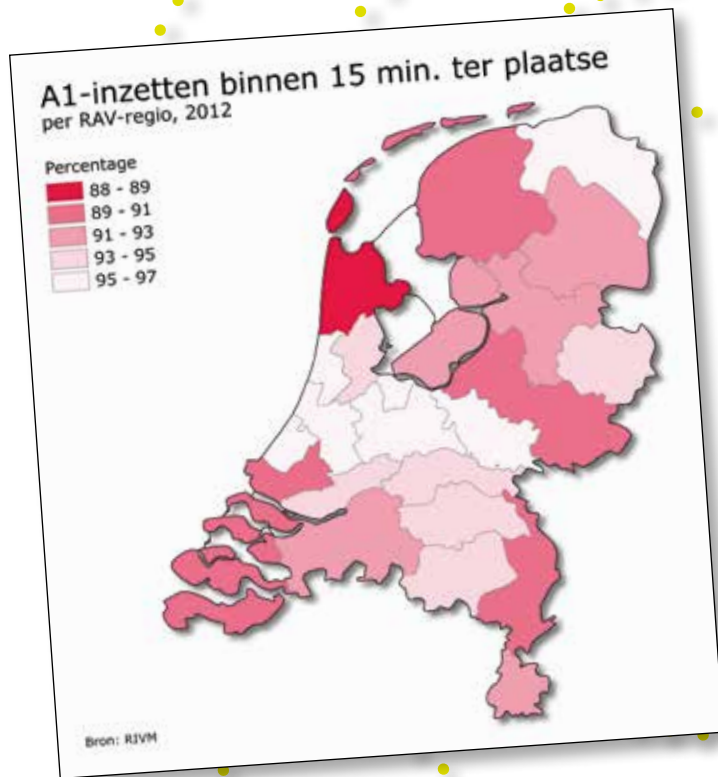 A1-inzetten binnen 15 min. ter plaatse
per RAV-regio, 2012
Percentage
88 - 89
89 - 91
91 - 93
93 - 95
95 - 97
Bron: RIVM